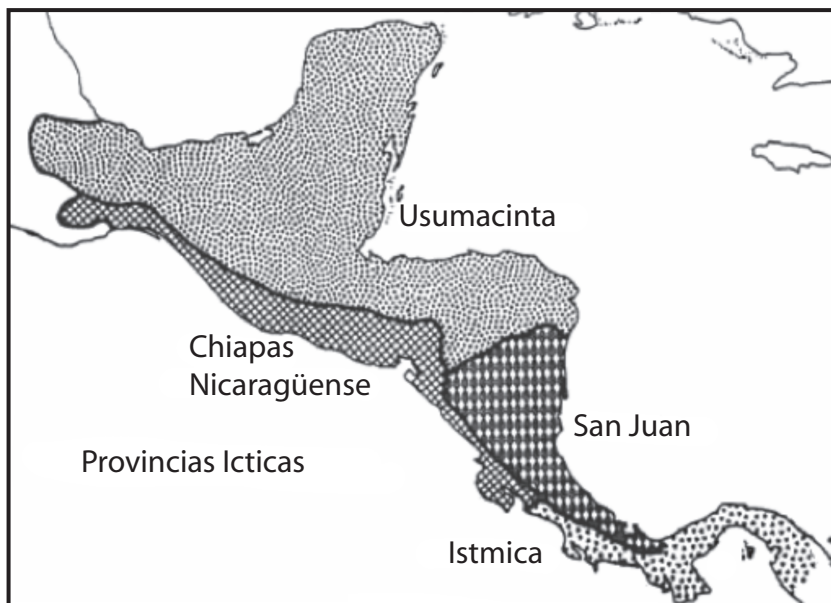 Usumacinta
Chiapas
Nicaragüense
San Juan
Provincias Icticas
Istmica